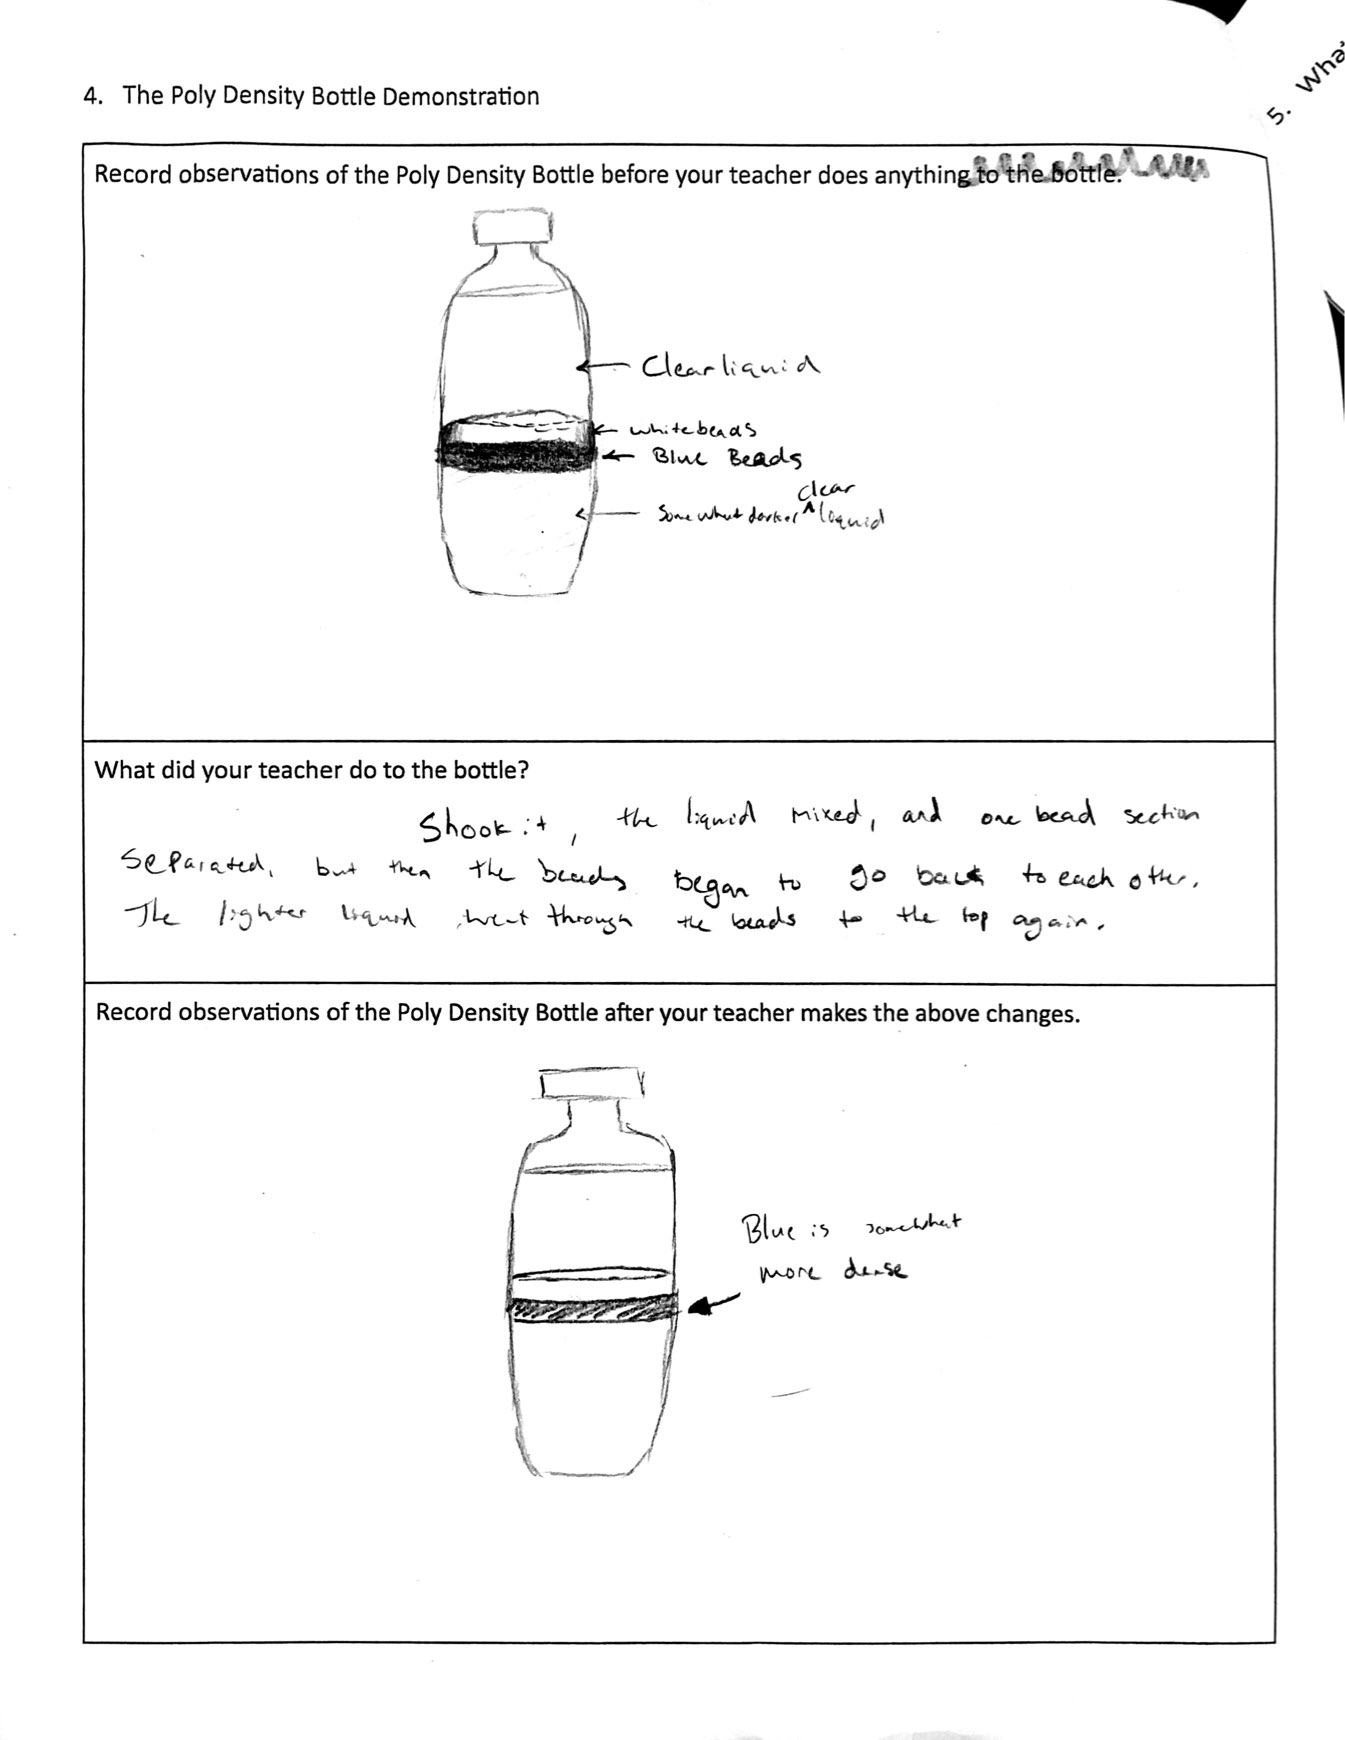 5. Wha
4. The Poly Density Bottle Demonstration
Record observations of the Poly Density Bottle before your teacher does anything to the bottle.
Clear liquid
white beads
Blue Beads
clear
Somewhat darker ^ liquid
What did your teacher do to the bottle?
Shook it, the liquid mixed, and one bead section
separated, but then the beads began to go back to each other.
The lighter liquid went through the beads to the top again.
Record observations of the Poly Density Bottle after your teacher makes the above changes.
Blue is somewhat
more dense